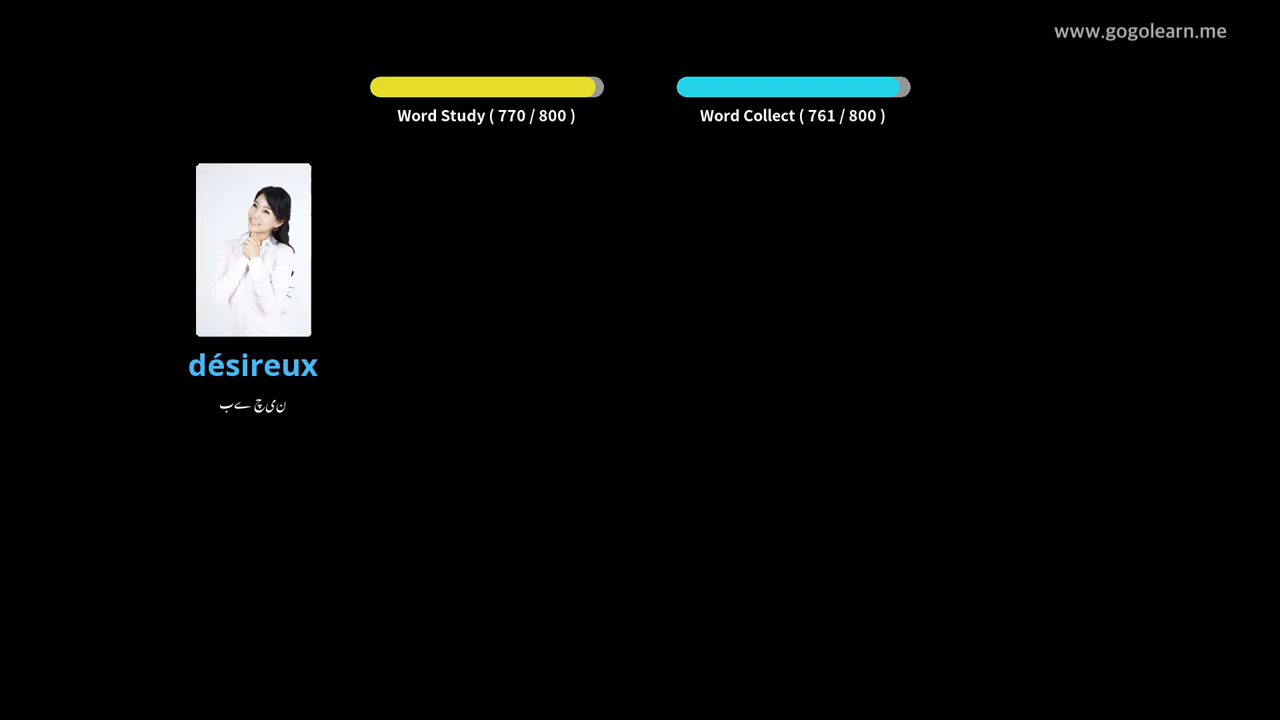 www.gogolearn.me
Word Study ( 770 / 800 )
Word Collect ( 761 / 800 )
désireux
بے چین